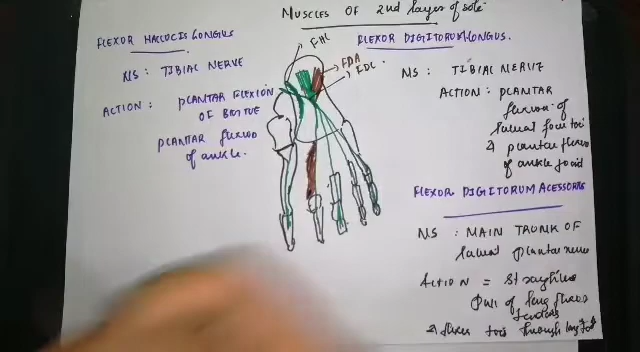 MUSCLES OF 2nd layer of sole
FLEXOR HALLUCIS LONGUS
NS: TIBIAL NERVE
ACTION: PLANTAR FLEXION
OF
PLANTAR flexion
of ankle.
FHL
FDA
FDL
FLEXOR DIGITORUM LONGUS.
NS: TIBIAL NERVE
ACTION: PLANTAR
flexion of
lateral four toes
& plantar flexion
of ankle joint
FLEXOR DIGITORUM ACESSORIS
NS: MAIN TRUNK OF
lateral plantar nerve
ACTION = straightens
Pull of long flexor
tendons
& flexes toes through long